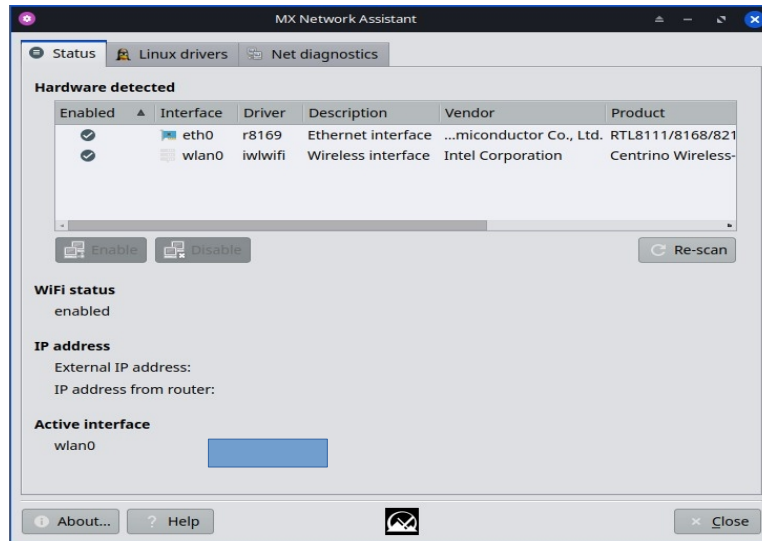 MX Network Assistant
Status Linux drivers Net diagnostics
Hardware detected
Enabled Interface Driver Description Vendor Product
eth0 r8169 Ethernet interface ...miconductor Co., Ltd. RTL8111/8168/821
wlan0 iwlwifi Wireless interface Intel Corporation Centrino Wireless-
Enable Disable Re-scan
WiFi status
enabled
IP address
External IP address:
IP address from router:
Active interface
wlan0
About... Help Close